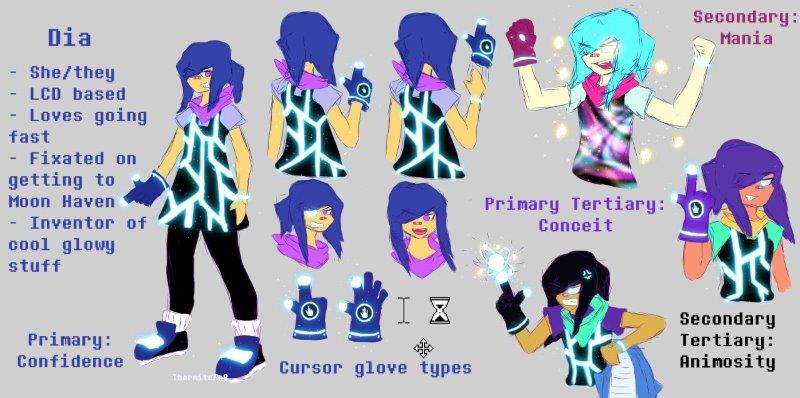 Dia
- She/they
- LCD based
- Loves going
fast
- Fixated on
getting to
Moon Haven
- Inventor of
cool glowy
stuff
Primary:
Confidence
Cursor glove types
Secondary:
Mania
Primary Tertiary:
Conceit
Secondary
Tertiary:
Animosity